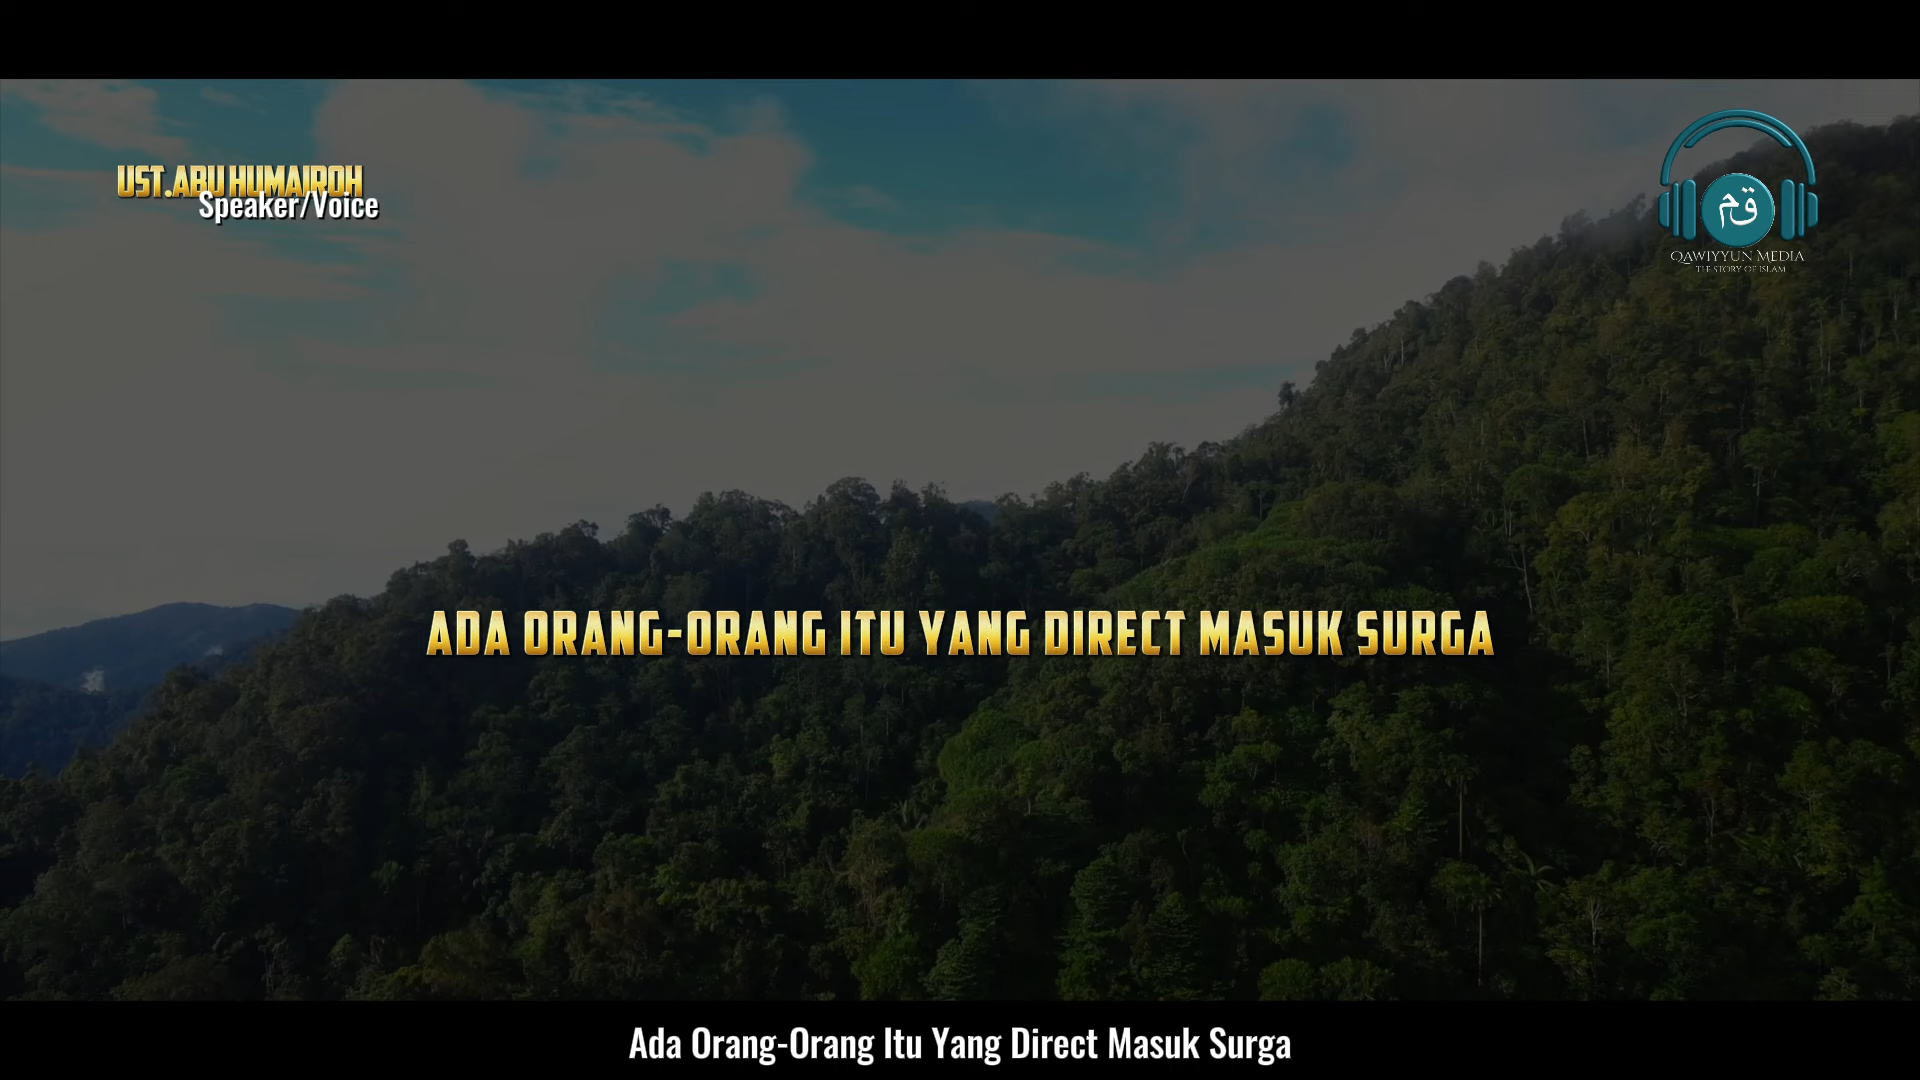 UST.ABU HUMAIROH
Speaker/Voice
قم
QAWIYYUN MEDIA
THE STORY OF ISLAM
ADA ORANG-ORANG ITU YANG DIRECT MASUK SURGA
Ada Orang-Orang Itu Yang Direct Masuk Surga